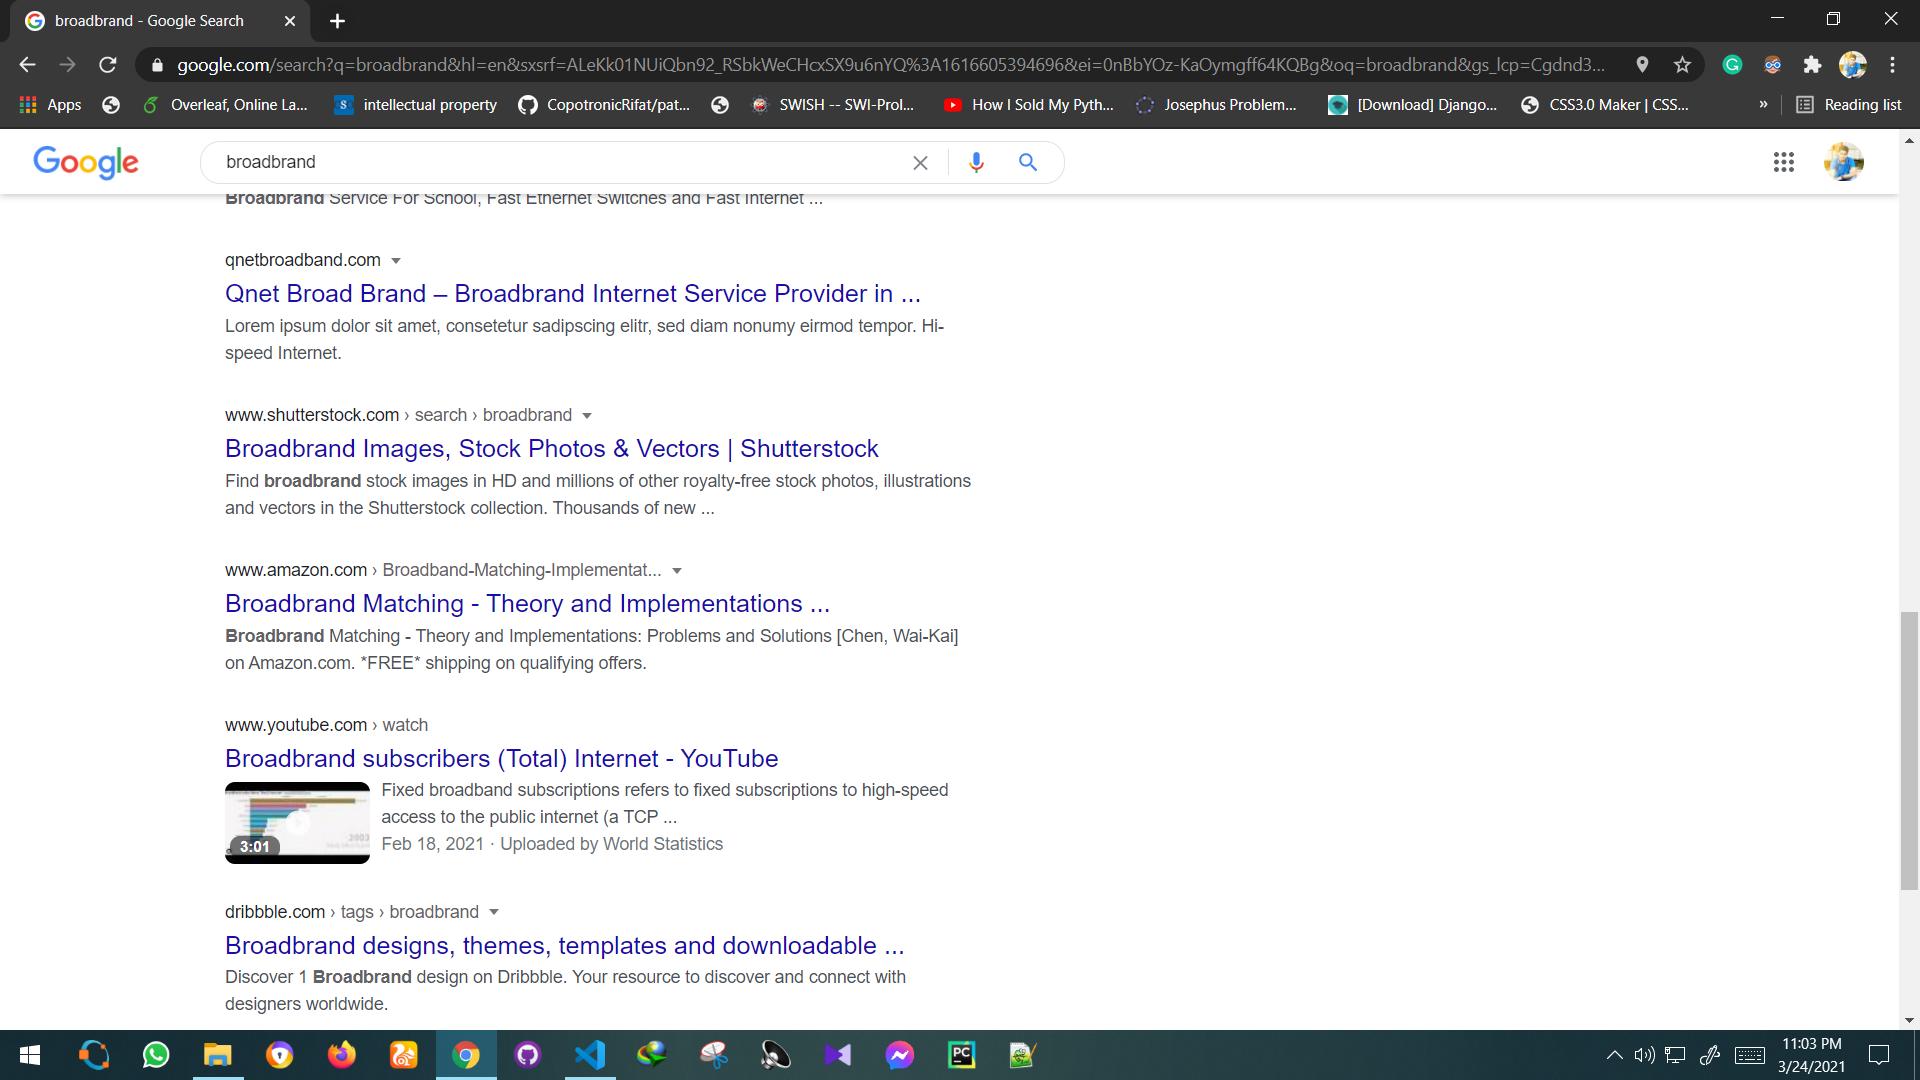 broadbrand - Google Search
google.com/search?q=broadbrand&hl=en&sxsrf=ALeKk01NUiQbn92_RSbkWeCHcxSX9u6nYQ%3A1616605394696&ei=0nBbYOz-KaOymgff64KQBg&oq=broadbrand&gs_lcp=Cgdnd3...
Apps Overleaf, Online La... intellectual property CopotronicRifat/pat... SWISH -- SWI-Prol... How I Sold My Pyth... Josephus Problem... [Download] Django... CSS3.0 Maker | CSS... » Reading list
Google broadbrand
Broadbrand Service For School, Fast Ethernet Switches and Fast Internet ...
qnetbroadband.com
Qnet Broad Brand – Broadbrand Internet Service Provider in ...
Lorem ipsum dolor sit amet, consetetur sadipscing elitr, sed diam nonumy eirmod tempor. Hi-
speed Internet.
www.shutterstock.com › search › broadbrand
Broadbrand Images, Stock Photos & Vectors | Shutterstock
Find broadbrand stock images in HD and millions of other royalty-free stock photos, illustrations
and vectors in the Shutterstock collection. Thousands of new ...
www.amazon.com › Broadband-Matching-Implementat...
Broadbrand Matching - Theory and Implementations ...
Broadbrand Matching - Theory and Implementations: Problems and Solutions [Chen, Wai-Kai]
on Amazon.com. *FREE* shipping on qualifying offers.
www.youtube.com › watch
Broadbrand subscribers (Total) Internet - YouTube
Fixed broadband subscriptions refers to fixed subscriptions to high-speed
access to the public internet (a TCP ...
2003
3:01
Feb 18, 2021 · Uploaded by World Statistics
dribbble.com › tags › broadbrand
Broadbrand designs, themes, templates and downloadable ...
Discover 1 Broadbrand design on Dribbble. Your resource to discover and connect with
designers worldwide.
PC
11:03 PM
3/24/2021